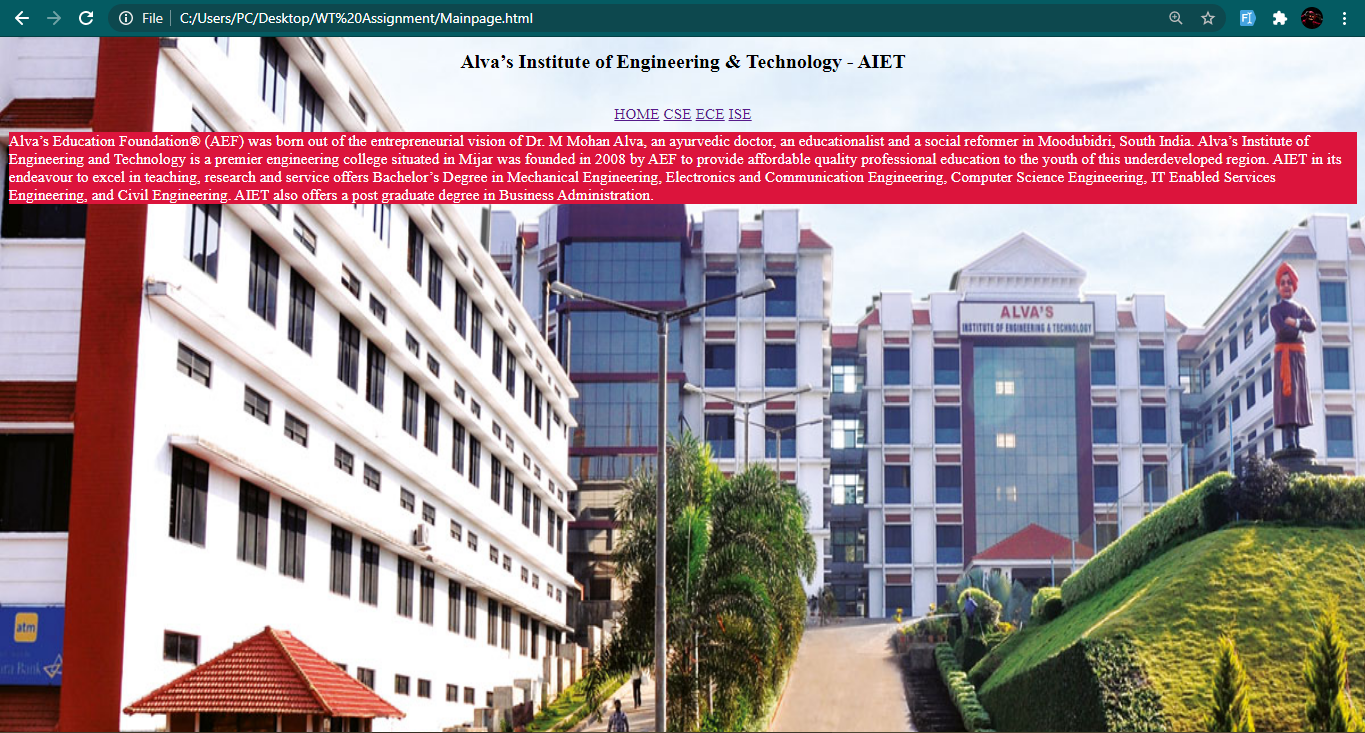 File
C:/Users/PC/Desktop/WT%20Assignment/Mainpage.html
Alva’s Institute of Engineering & Technology - AIET
HOME CSE ECE ISE
Alva’s Education Foundation® (AEF) was born out of the entrepreneurial vision of Dr. M Mohan Alva, an ayurvedic doctor, an educationalist and a social reformer in Moodubidri, South India. Alva’s Institute of
Engineering and Technology is a premier engineering college situated in Mijar was founded in 2008 by AEF to provide affordable quality professional education to the youth of this underdeveloped region. AIET in its
endeavour to excel in teaching, research and service offers Bachelor’s Degree in Mechanical Engineering, Electronics and Communication Engineering, Computer Science Engineering, IT Enabled Services
Engineering, and Civil Engineering. AIET also offers a post graduate degree in Business Administration.
ALVA'S
INSTITUTE OF ENGINEERING & TECHNOLOGY
atm
Bank